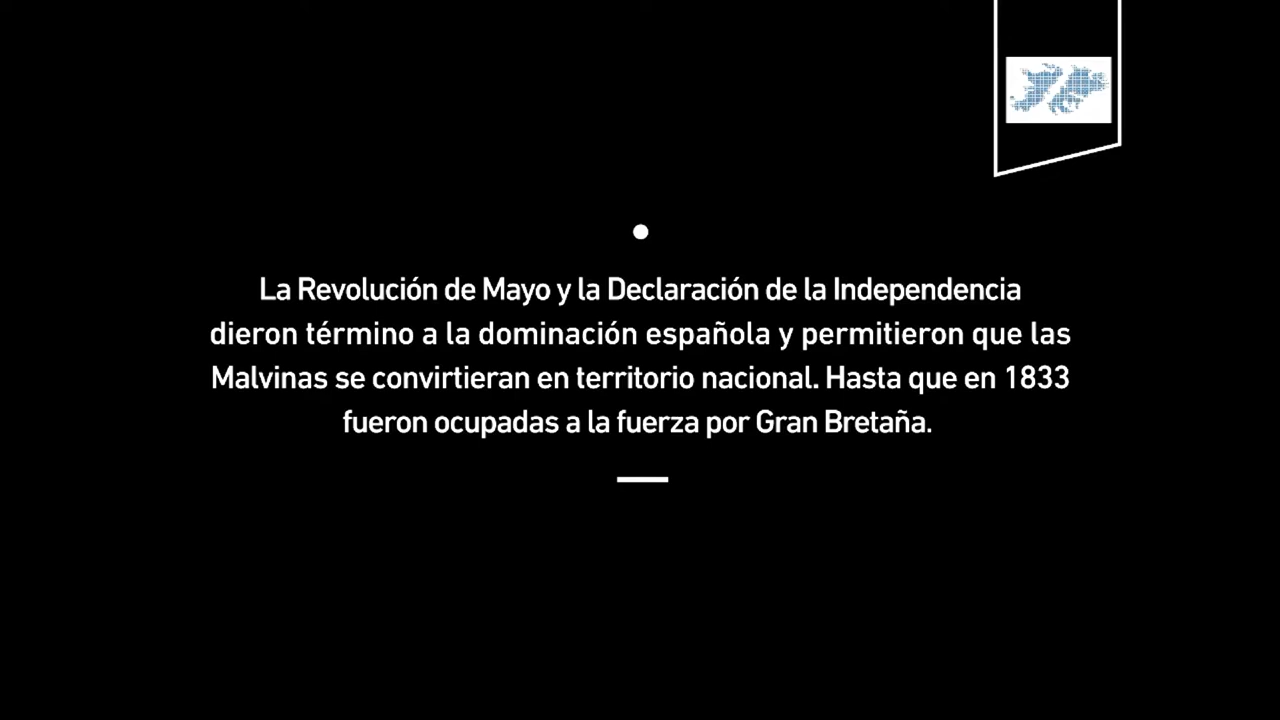 La Revolución de Mayo y la Declaración de la Independencia
dieron término a la dominación española y permitieron que las
Malvinas se convirtieran en territorio nacional. Hasta que en 1833
fueron ocupadas a la fuerza por Gran Bretaña.